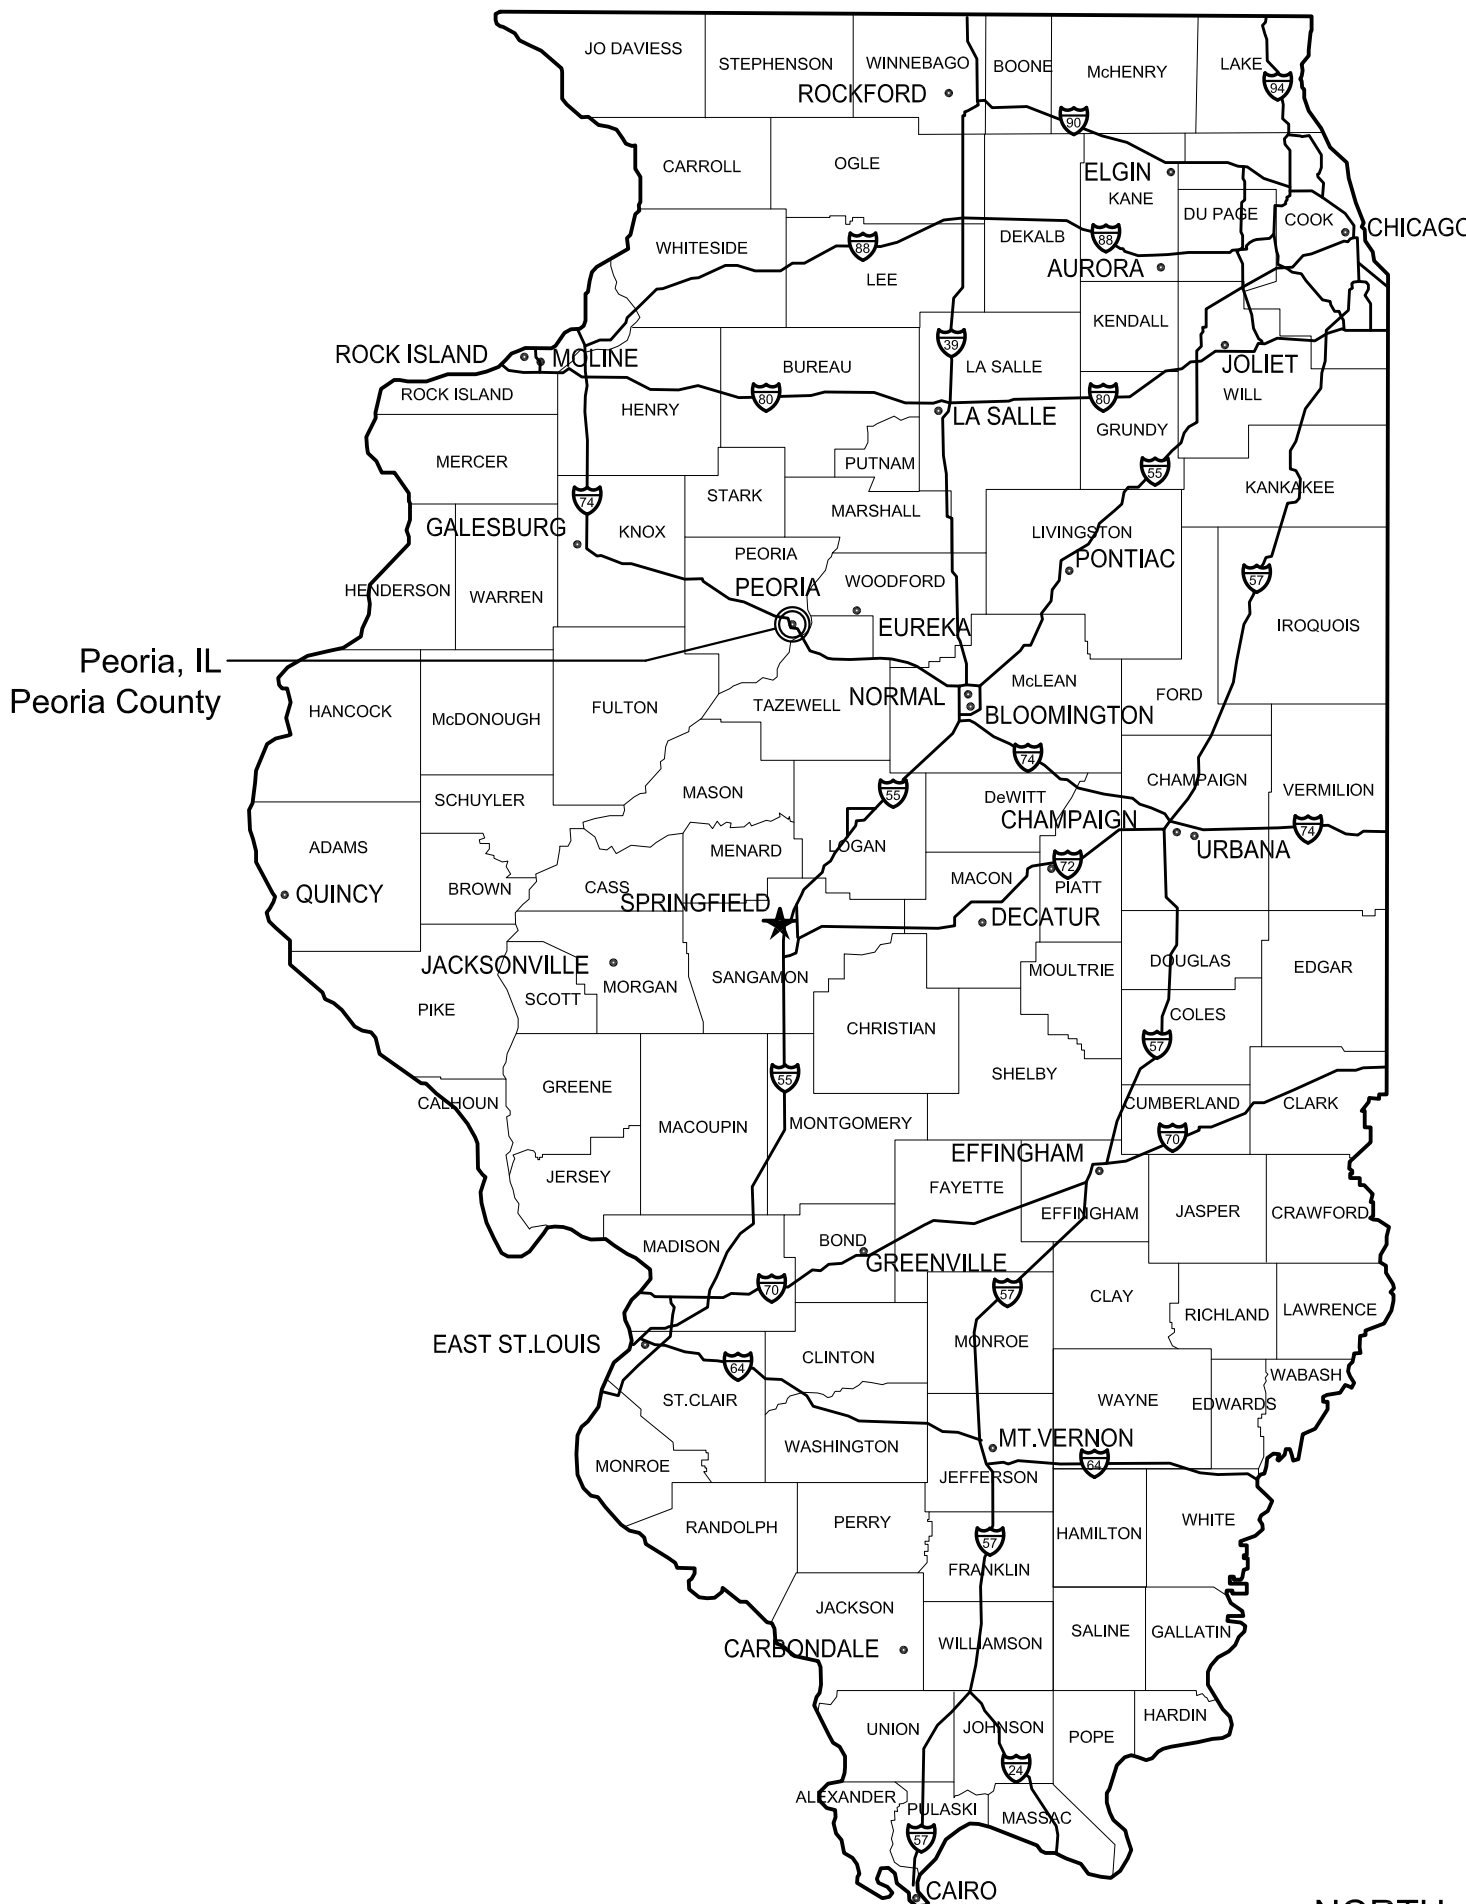 JO DAVIESS
STEPHENSON
WINNEBAGO
BOONE
McHENRY
LAKE
94
ROCKFORD
90
CARROLL
OGLE
ELGIN
KANE
DU PAGE
COOK
CHICAGO
WHITESIDE
88
DEKALB
88
LEE
AURORA
KENDALL
ROCK ISLAND
MOLINE
BUREAU
39
LA SALLE
JOLIET
ROCK ISLAND
HENRY
80
80
WILL
LA SALLE
GRUNDY
MERCER
PUTNAM
55
STARK
KANKAKEE
74
GALESBURG
KNOX
MARSHALL
LIVINGSTON
PEORIA
PONTIAC
HENDERSON
WARREN
PEORIA
WOODFORD
57
EUREKA
IROQUOIS
Peoria, IL
Peoria County
HANCOCK
McDONOUGH
FULTON
TAZEWELL
NORMAL
McLEAN
FORD
BLOOMINGTON
74
SCHUYLER
MASON
55
DeWITT
CHAMPAIGN
VERMILION
CHAMPAIGN
74
ADAMS
MENARD
LOGAN
URBANA
QUINCY
BROWN
CASS
MACON
72
PIATT
SPRINGFIELD
DECATUR
JACKSONVILLE
SCOTT
MORGAN
SANGAMON
MOULTRIE
DOUGLAS
EDGAR
PIKE
CHRISTIAN
COLES
57
GREENE
55
SHELBY
CALHOUN
MACOUPIN
MONTGOMERY
CUMBERLAND
CLARK
70
EFFINGHAM
JERSEY
FAYETTE
EFFINGHAM
JASPER
CRAWFORD
MADISON
BOND
GREENVILLE
70
57
CLAY
RICHLAND
LAWRENCE
EAST ST.LOUIS
64
CLINTON
MONROE
WABASH
ST.CLAIR
WAYNE
EDWARDS
MONROE
WASHINGTON
MT.VERNON
64
JEFFERSON
RANDOLPH
PERRY
57
HAMILTON
WHITE
FRANKLIN
JACKSON
CARBONDALE
WILLIAMSON
SALINE
GALLATIN
UNION
JOHNSON
POPE
HARDIN
24
ALEXANDER
PULASKI
MASSAC
57
CAIRO
NORTH